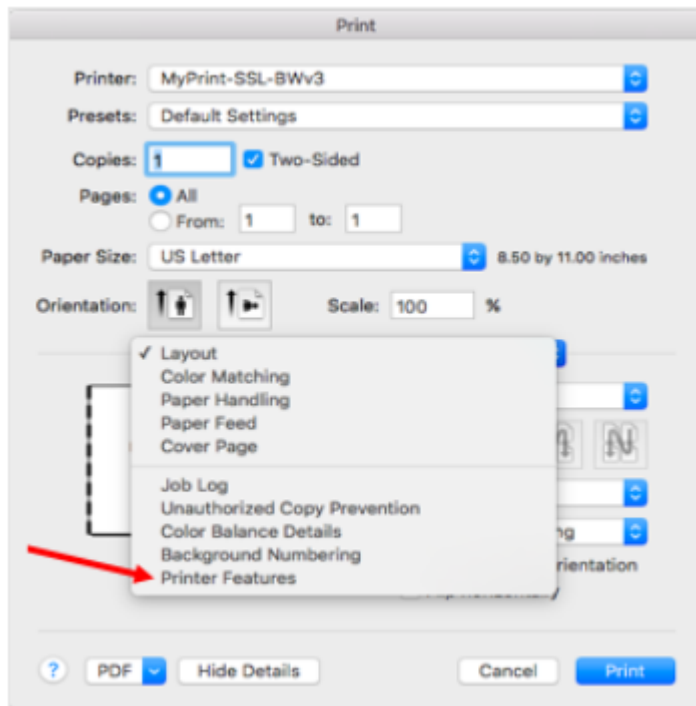 Print
Printer: MyPrint-SSL-BWv3
Presets: Default Settings
Copies: 1 Two-Sided
Pages: All
From: 1 to: 1
Paper Size: US Letter 8.50 by 11.00 inches
Orientation: Scale: 100 %
✓ Layout
Color Matching
Paper Handling
Paper Feed
Cover Page
Job Log
Unauthorized Copy Prevention
Color Balance Details
ng
Background Numbering
rientation
Printer Features
? PDF Hide Details Cancel Print